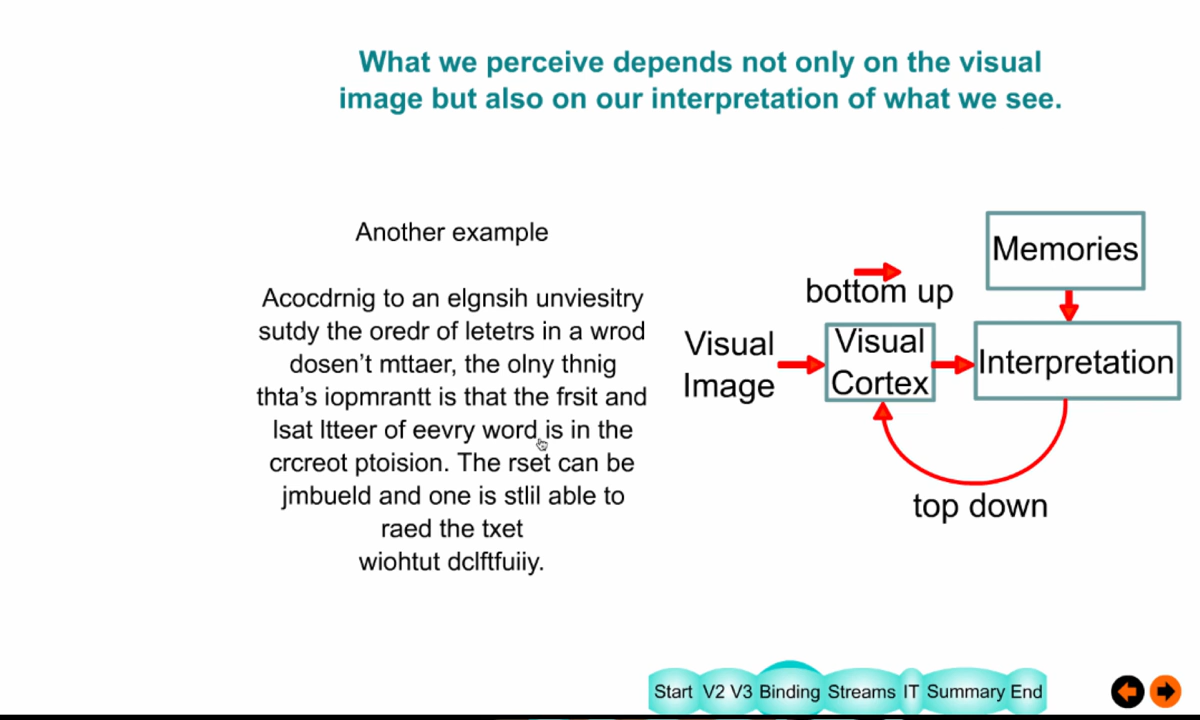 What we perceive depends not only on the visual
image but also on our interpretation of what we see.
Another example
Acocdrnig to an elgnsih unviesitry
sutdy the oredr of letetrs in a wrod
dosen’t mttaer, the olny thnig
thta’s iopmrantt is that the frsit and
lsat ltteer of eevry word is in the
crcreot ptoision. The rset can be
jmbueld and one is stlil able to
raed the txet
wiohtut dclftfuiiy.
Memories
bottom up
Visual
Image
Visual
Cortex
Interpretation
top down
Start V2 V3 Binding Streams IT Summary End